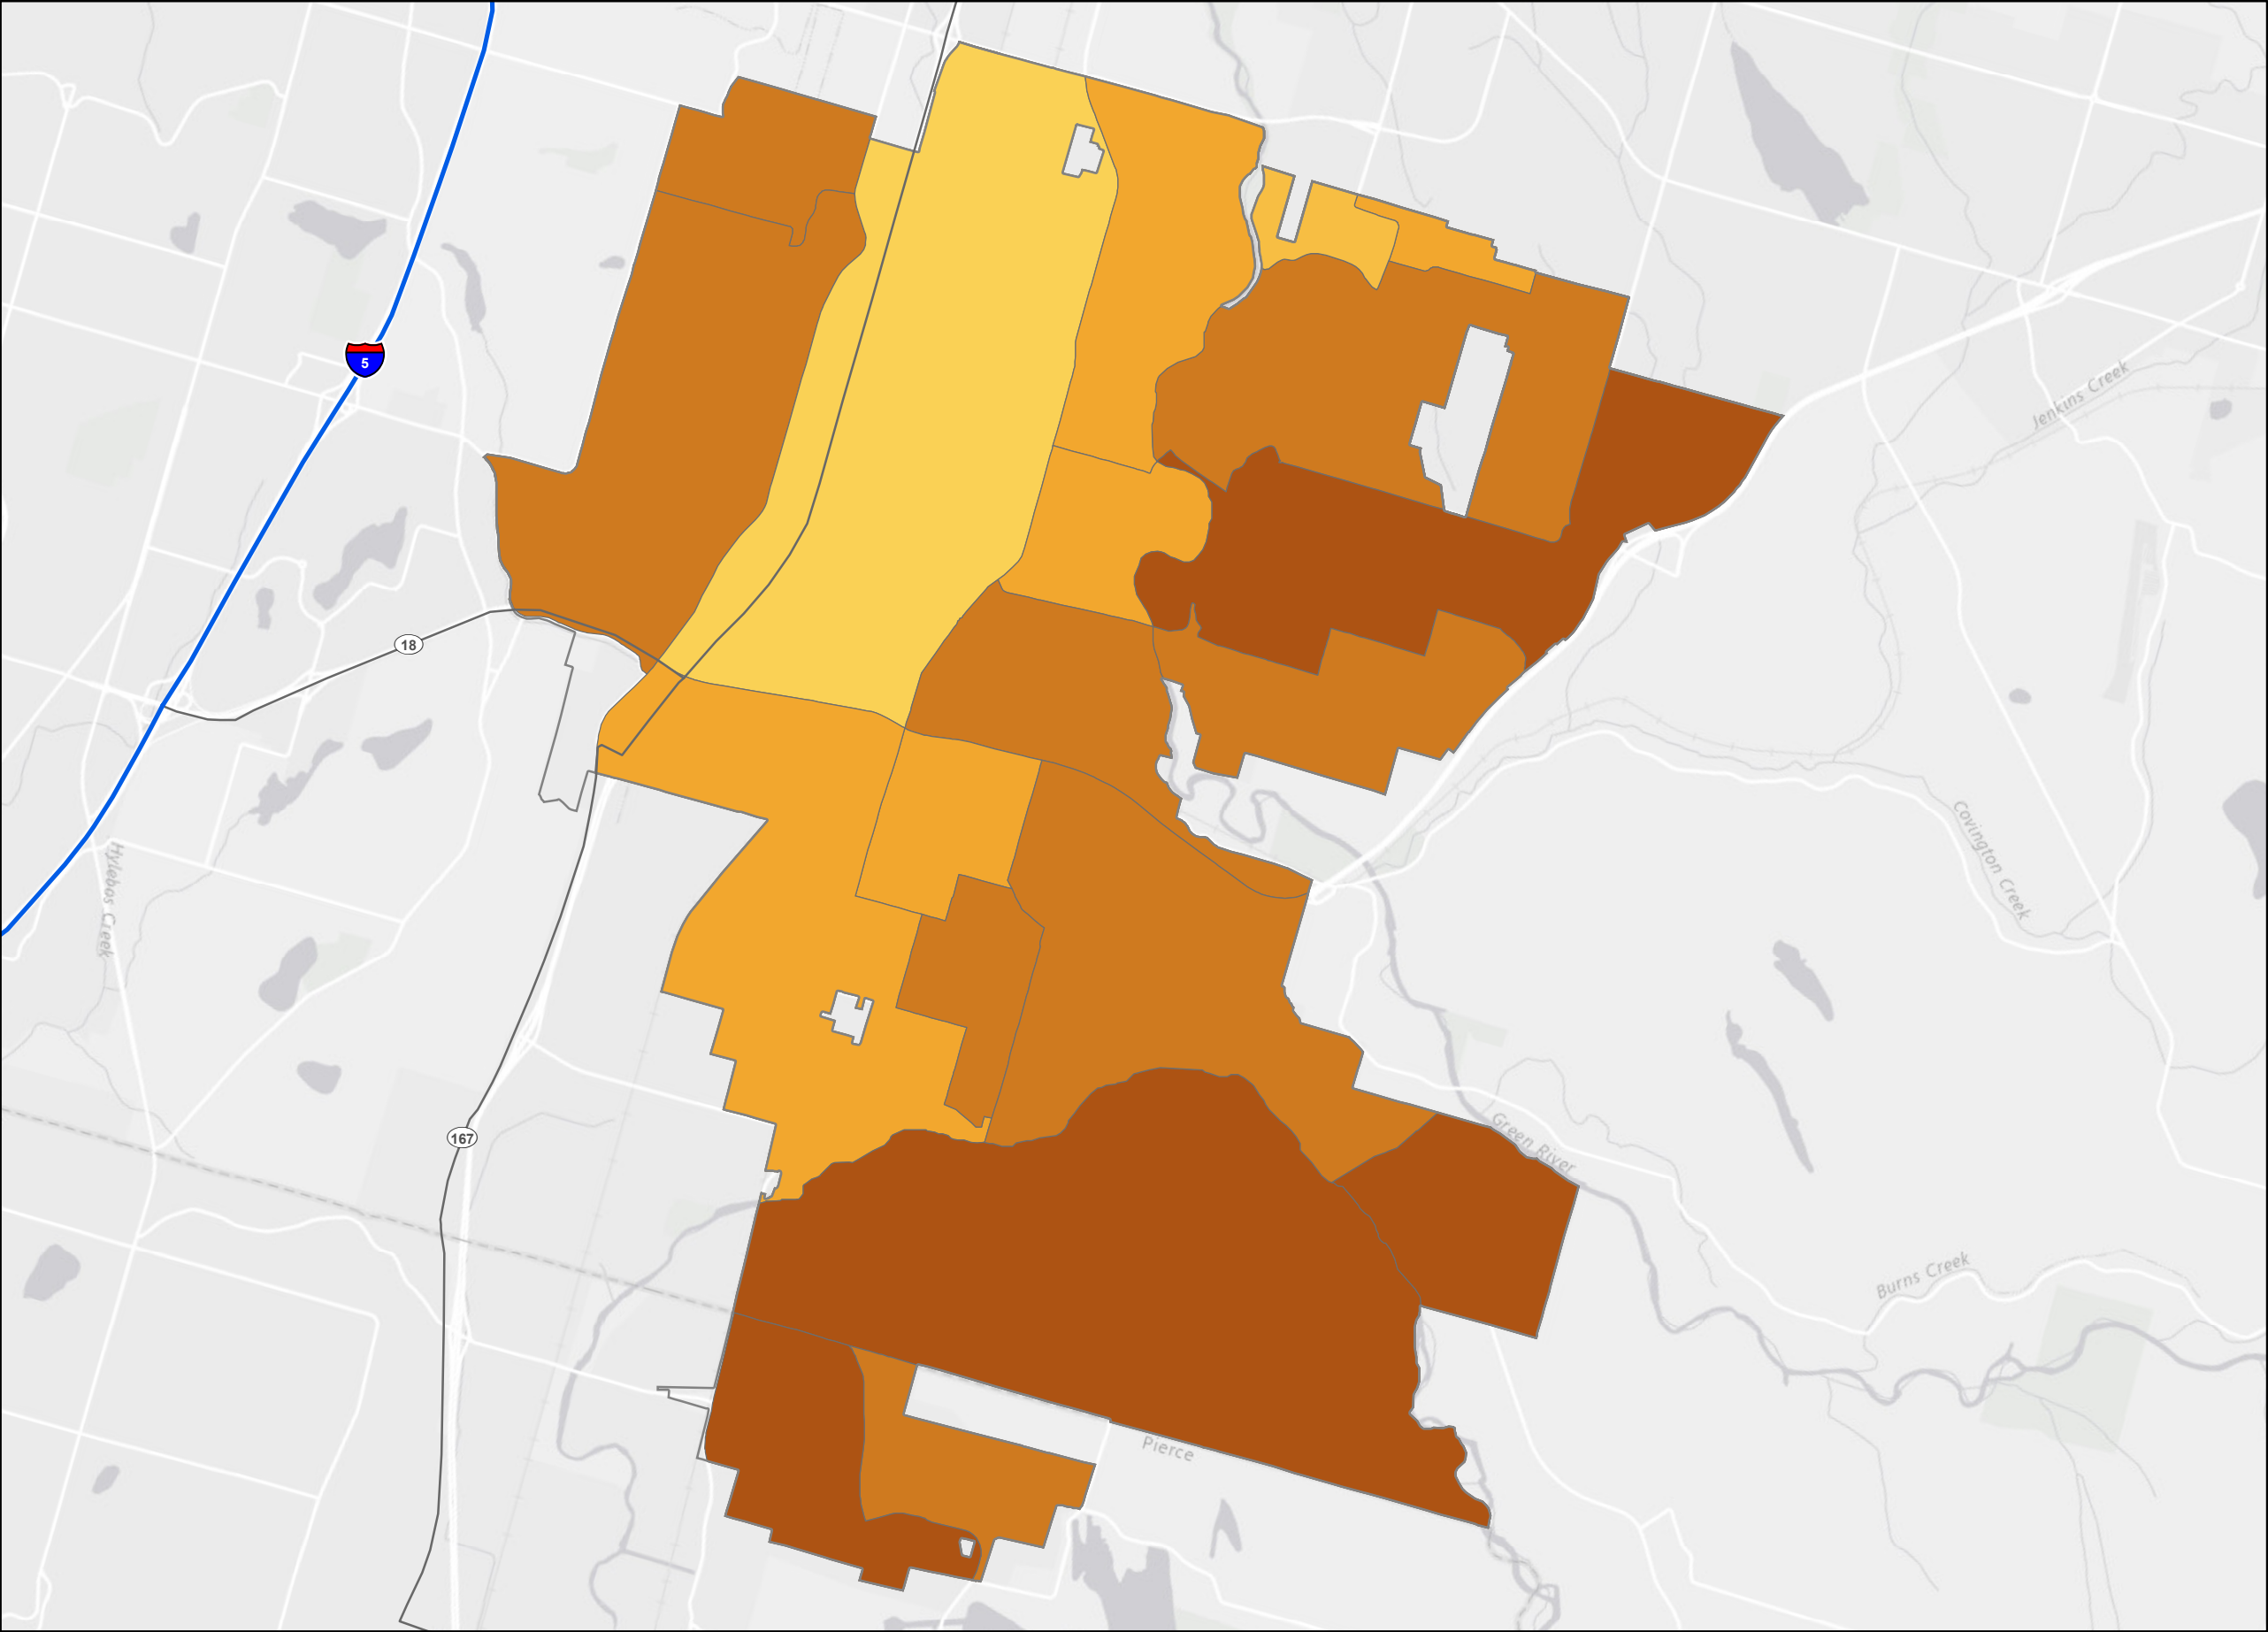 5
Jenkins Creek
18
Covington Creek
Hylebos Creek
167
Green River
Burns Creek
Pierce